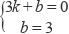 3k + b = 0
b = 3